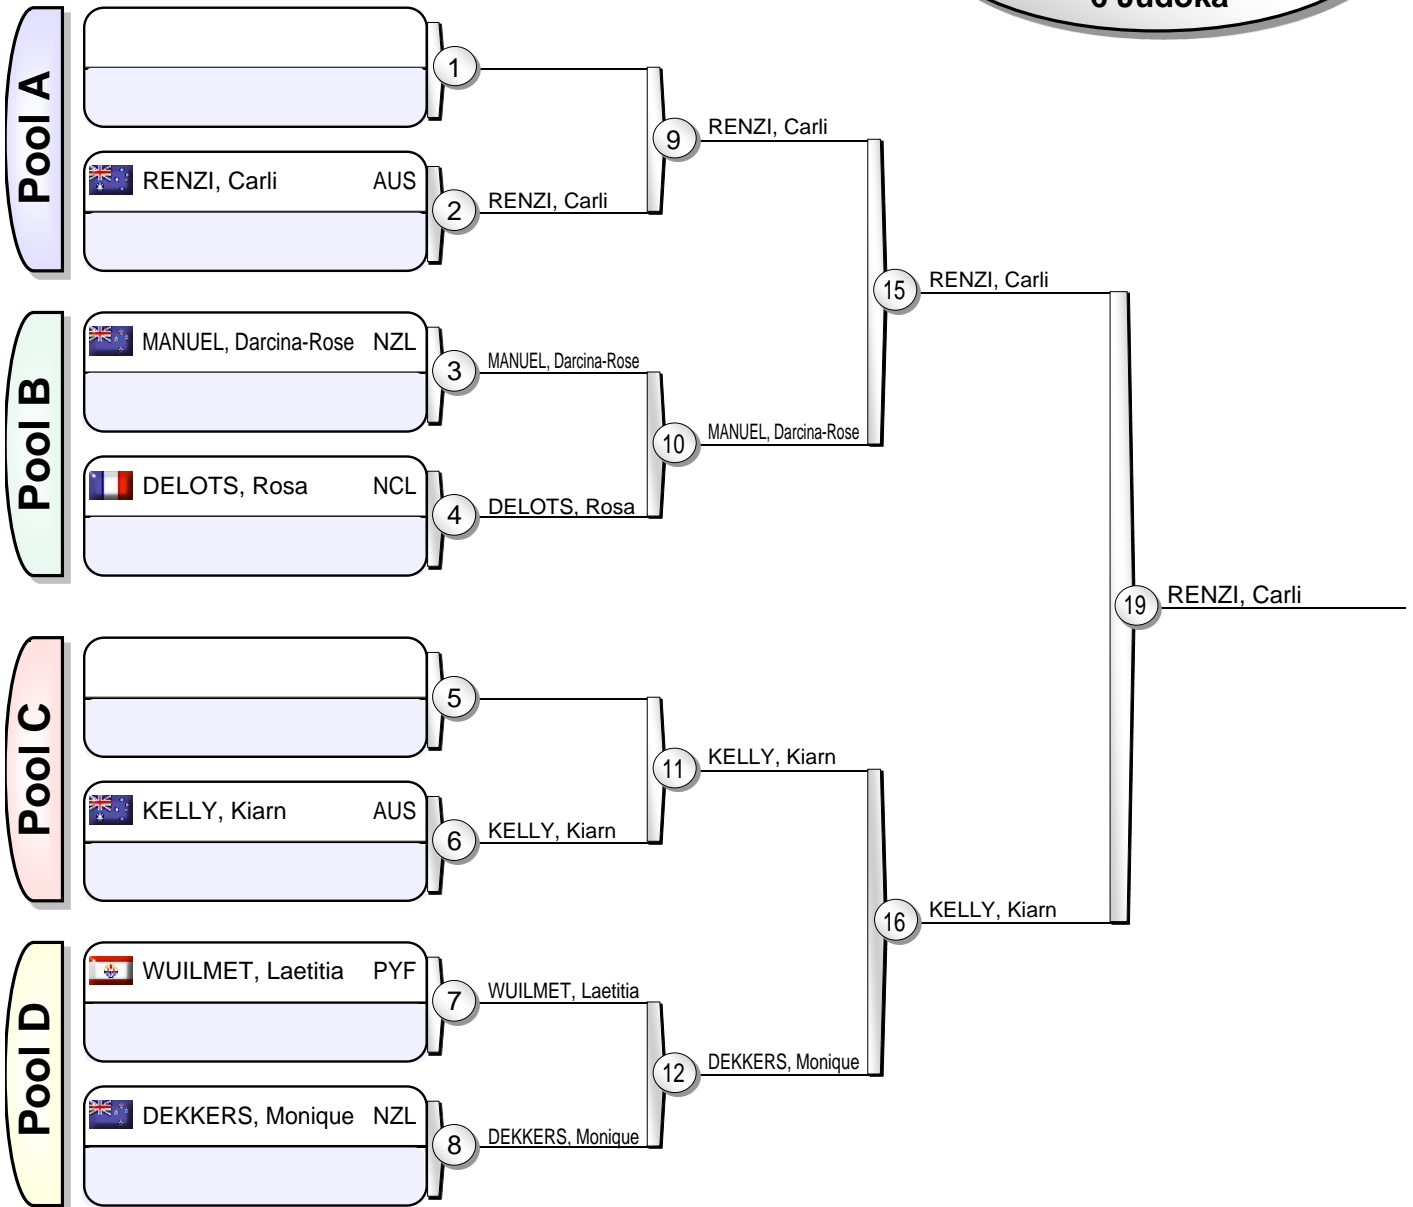 6 Judoka
Pool A
1
RENZI, Carli AUS
2
RENZI, Carli
9
RENZI, Carli
Pool B
MANUEL, Darcina-Rose NZL
3
MANUEL, Darcina-Rose
DELOTS, Rosa NCL
4
DELOTS, Rosa
10
MANUEL, Darcina-Rose
15
RENZI, Carli
Pool C
5
KELLY, Kiarn AUS
6
KELLY, Kiarn
11
KELLY, Kiarn
Pool D
WUILMET, Laetitia PYF
7
WUILMET, Laetitia
DEKKERS, Monique NZL
8
DEKKERS, Monique
12
DEKKERS, Monique
16
KELLY, Kiarn
19
RENZI, Carli